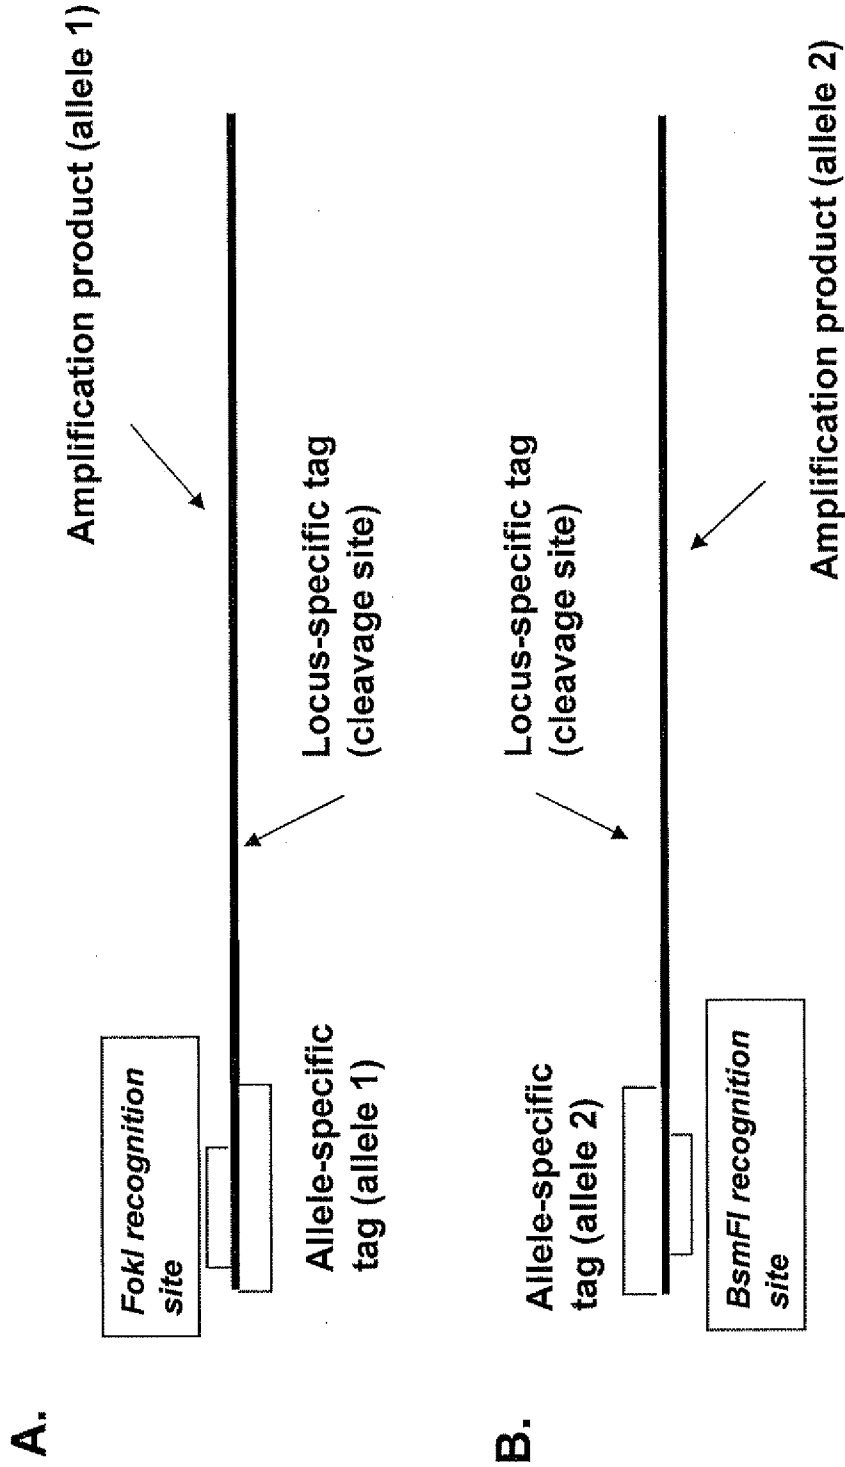 A.
Amplification product (allele 1)
FokI recognition
site
Locus-specific tag
(cleavage site)
Allele-specific
tag (allele 1)
B.
Allele-specific
tag (allele 2)
Locus-specific tag
(cleavage site)
BsmFI recognition
site
Amplification product (allele 2)